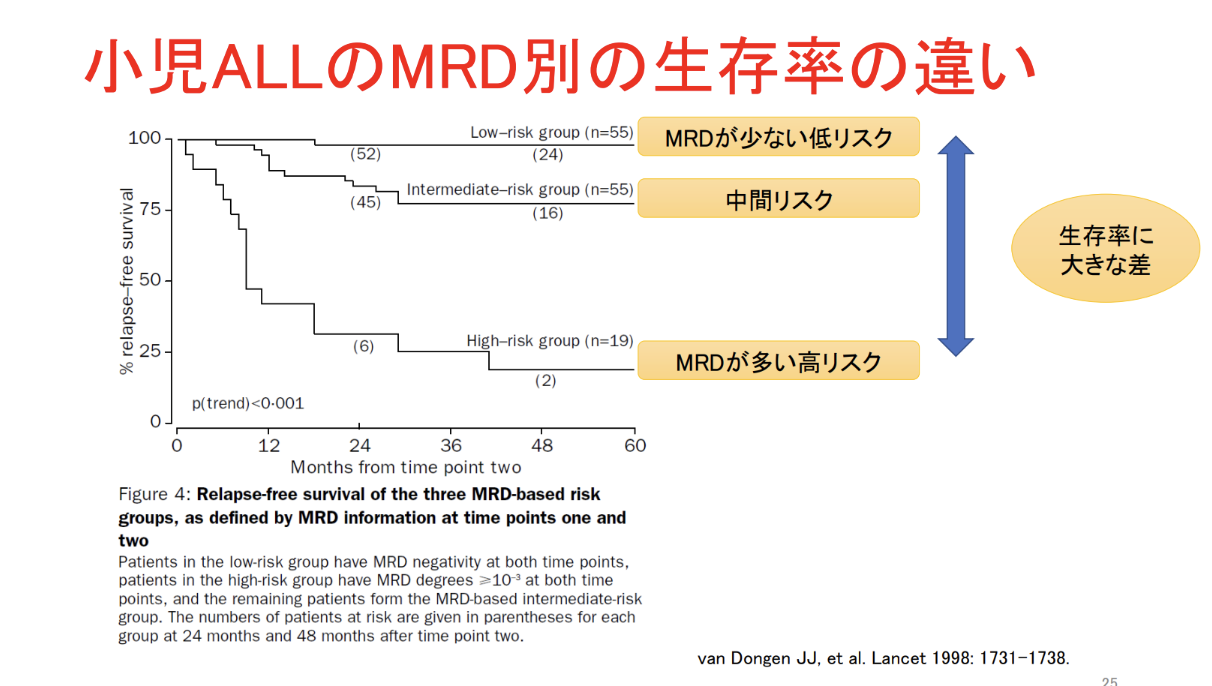 小児ALLのMRD別の生存率の違い
100
75
50
25
0
% relapse–free survival
Low–risk group (n=55)
(52)
(24)
Intermediate–risk group (n=55)
(45)
(16)
High–risk group (n=19)
(6)
(2)
p(trend)<0·001
0 12 24 36 48 60
Months from time point two
MRDが少ない低リスク
中間リスク
MRDが多い高リスク
生存率に
大きな差
Figure 4: Relapse-free survival of the three MRD-based risk
groups, as defined by MRD information at time points one and
two
Patients in the low-risk group have MRD negativity at both time points,
patients in the high-risk group have MRD degrees ⩾10⁻³ at both time
points, and the remaining patients form the MRD-based intermediate-risk
group. The numbers of patients at risk are given in parentheses for each
group at 24 months and 48 months after time point two.
van Dongen JJ, et al. Lancet 1998: 1731-1738.
25